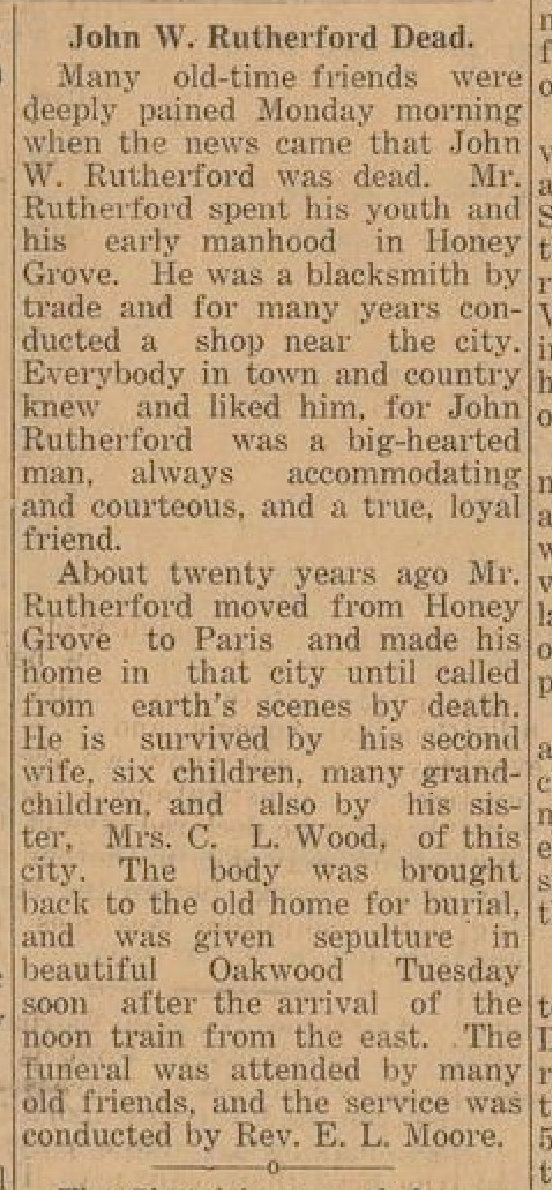 John W. Rutherford Dead.
Many old-time friends were
deeply pained Monday morning
when the news came that John
W. Rutherford was dead. Mr.
Rutherford spent his youth and
his early manhood in Honey
Grove. He was a blacksmith by
trade and for many years con-
ducted a shop near the city.
Everybody in town and country
knew and liked him, for John
Rutherford was a big-hearted
man, always accommodating
and courteous, and a true, loyal
friend.
About twenty years ago Mr.
Rutherford moved from Honey
Grove to Paris and made his
home in that city until called
from earth's scenes by death.
He is survived by his second
wife, six children, many grand-
children, and also by his sis-
ter, Mrs. C. L. Wood, of this
city. The body was brought
back to the old home for burial,
and was given sepulture in
beautiful Oakwood Tuesday
soon after the arrival of the
noon train from the east. The
funeral was attended by many
old friends, and the service was
conducted by Rev. E. L. Moore.